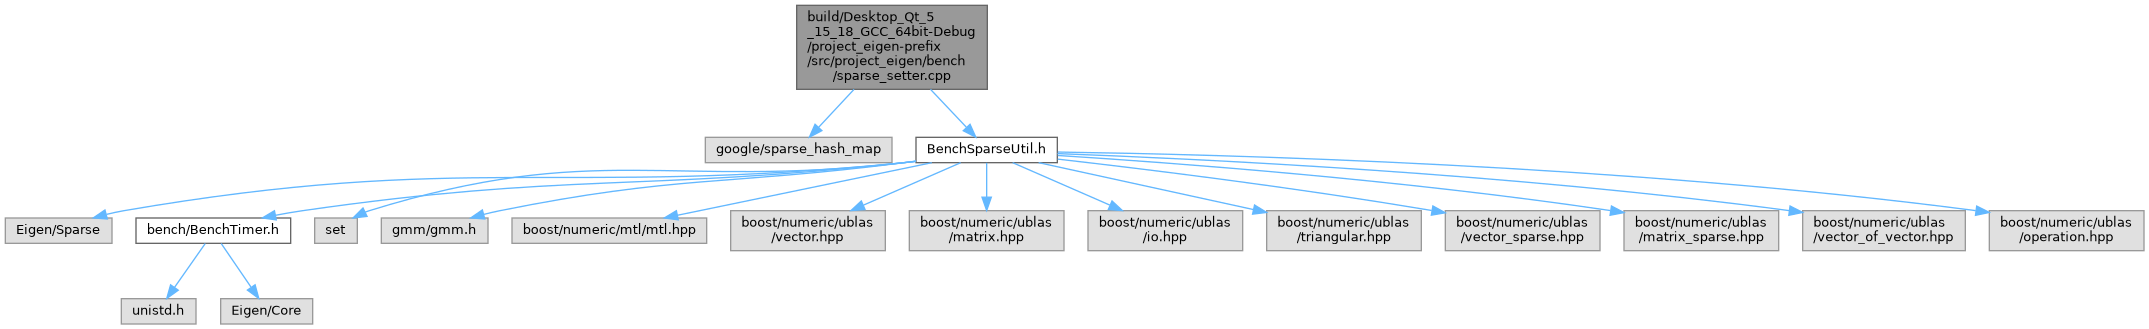 build/Desktop_Qt_5
_15_18_GCC_64bit-Debug
/project_eigen-prefix
/src/project_eigen/bench
/sparse_setter.cpp
google/sparse_hash_map
BenchSparseUtil.h
Eigen/Sparse
bench/BenchTimer.h
set
gmm/gmm.h
boost/numeric/mtl/mtl.hpp
boost/numeric/ublas
/vector.hpp
boost/numeric/ublas
/matrix.hpp
boost/numeric/ublas
/io.hpp
boost/numeric/ublas
/triangular.hpp
boost/numeric/ublas
/vector_sparse.hpp
boost/numeric/ublas
/matrix_sparse.hpp
boost/numeric/ublas
/vector_of_vector.hpp
boost/numeric/ublas
/operation.hpp
unistd.h
Eigen/Core